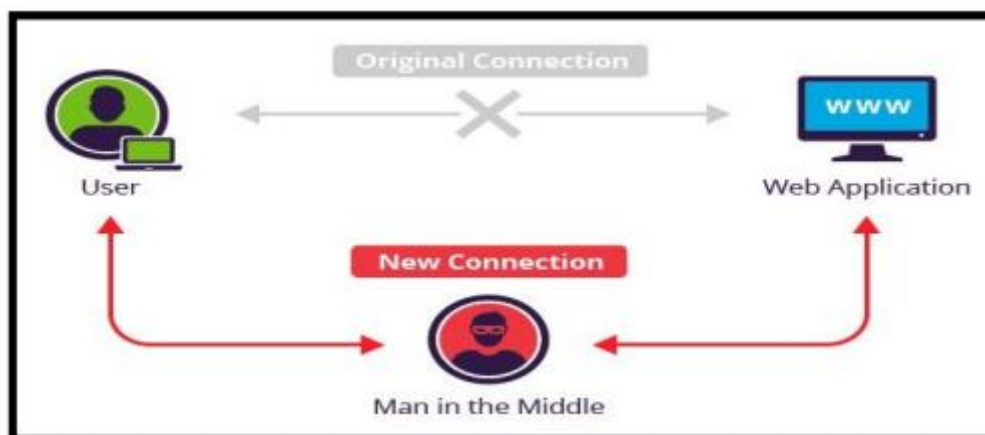 Original Connection
www
User
Web Application
New Connection
Man in the Middle